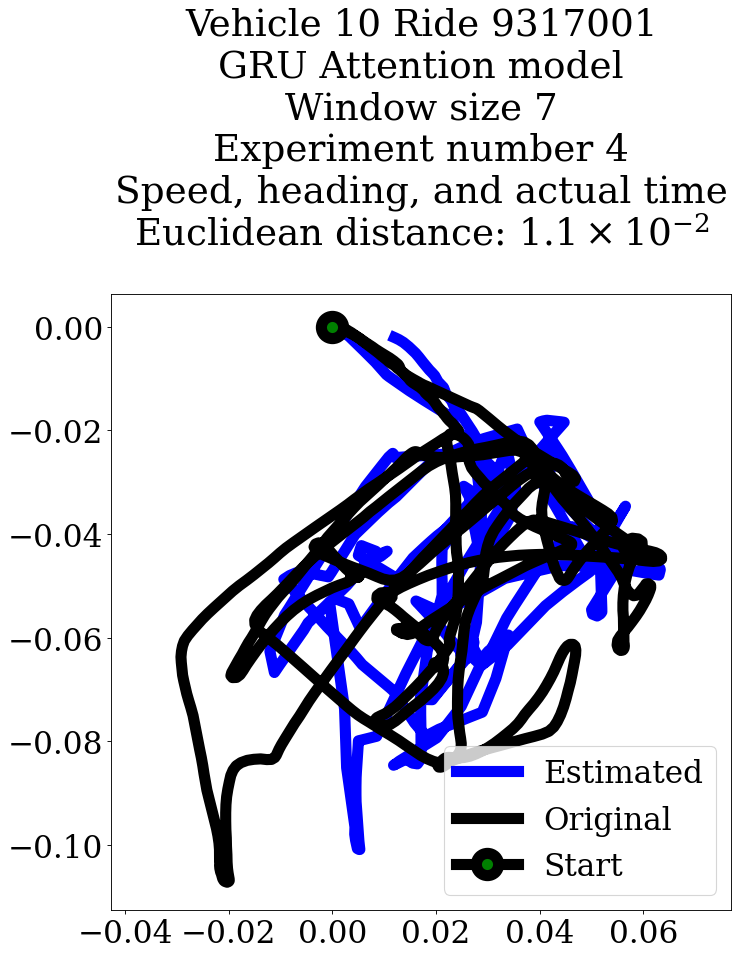 Vehicle 10 Ride 9317001
GRU Attention model
Window size 7
Experiment number 4
Speed, heading, and actual time
Euclidean distance: 1.1 × 10⁻²
0.00
−0.02
−0.04
−0.06
−0.08
−0.10
Estimated
Original
Start
−0.04 −0.02 0.00 0.02 0.04 0.06